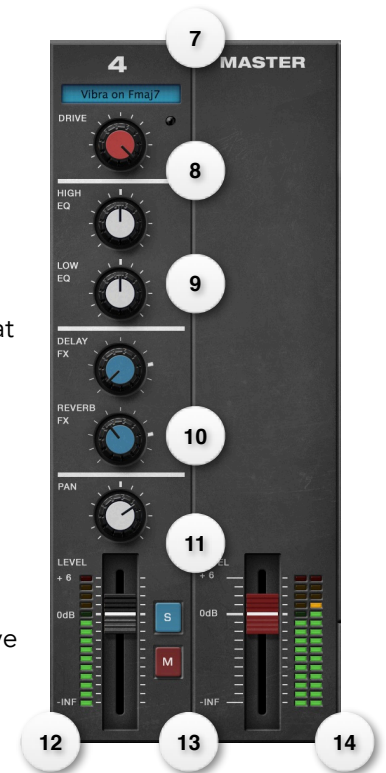 7
4
MASTER
Vibra on Fmaj7
DRIVE
8
HIGH
EQ
9
LOW
EQ
at
DELAY
FX
REVERB
FX
10
PAN
11
LEVEL
+ 6
+ 6
0dB
S
0dB
ve
M
-INF
-INF
12
13
14